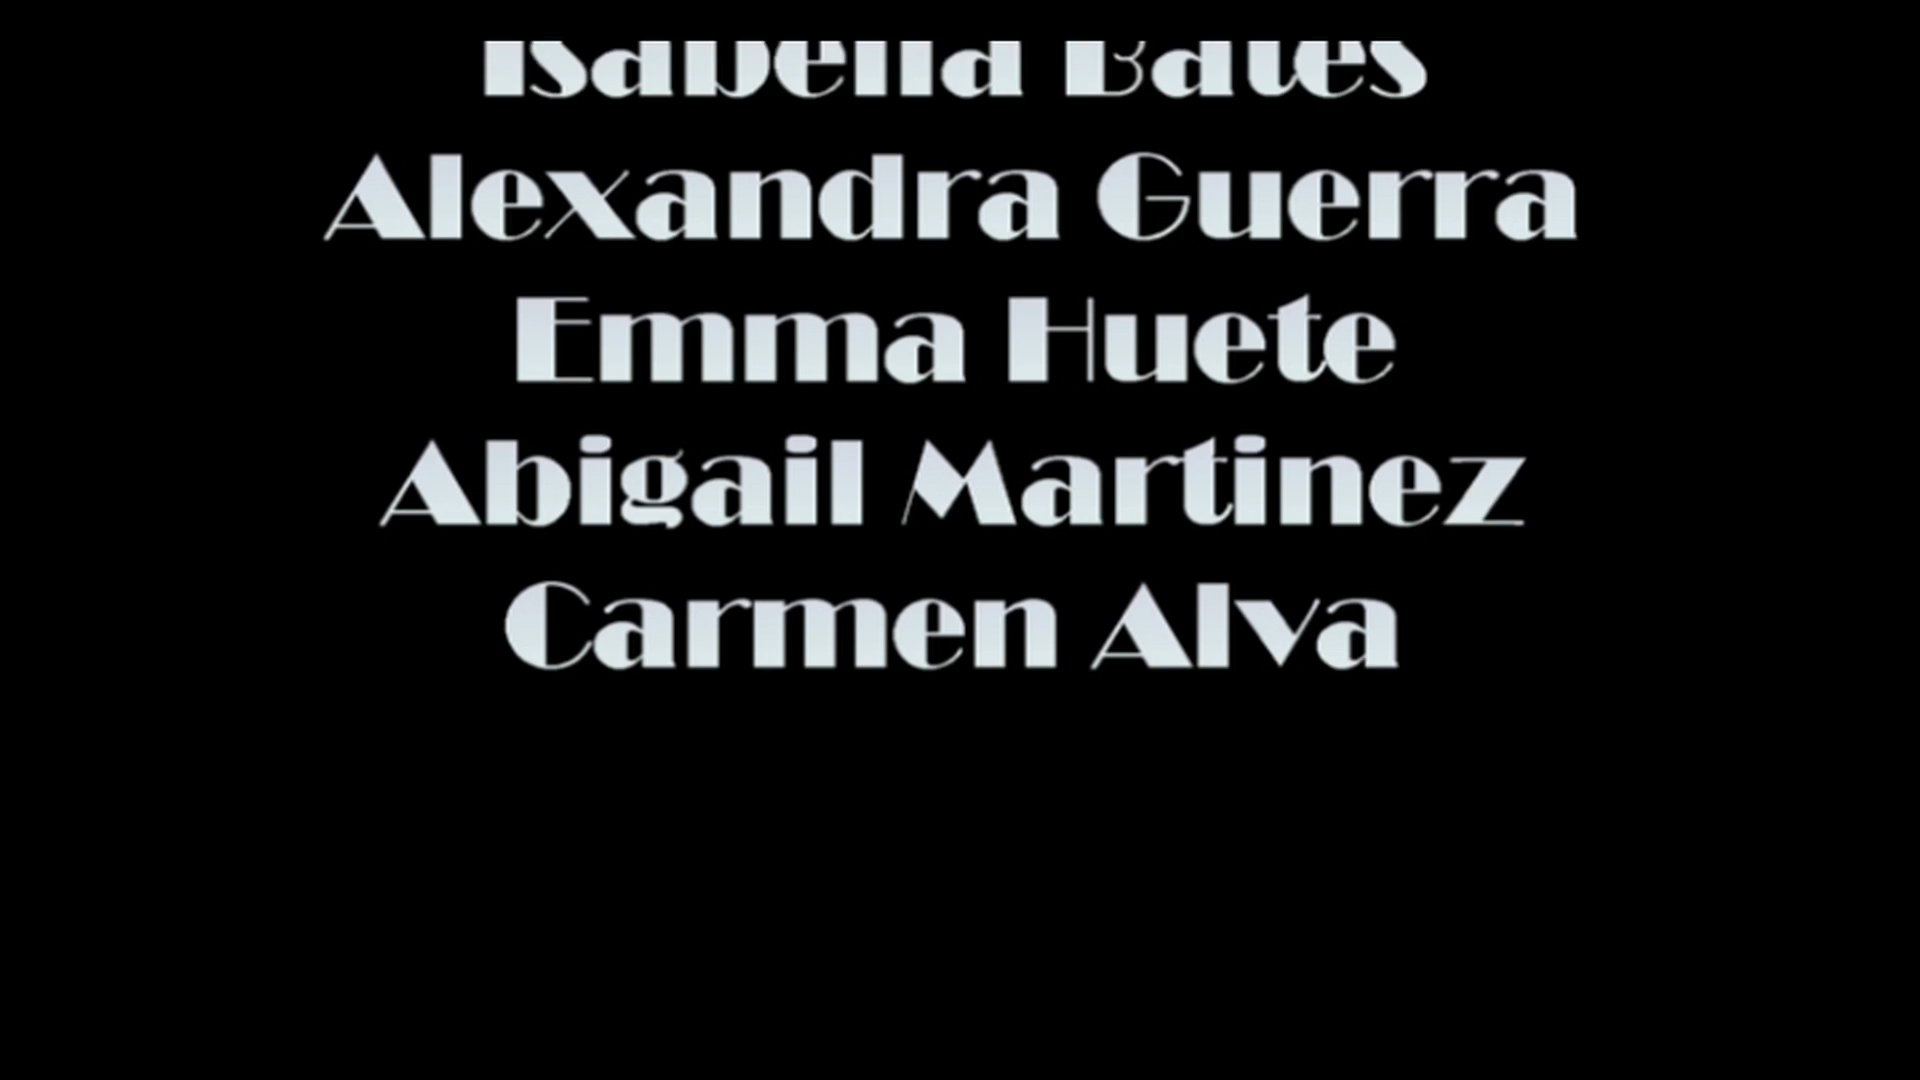 Isabella Bates
Alexandra Guerra
Emma Huete
Abigail Martinez
Carmen Alva